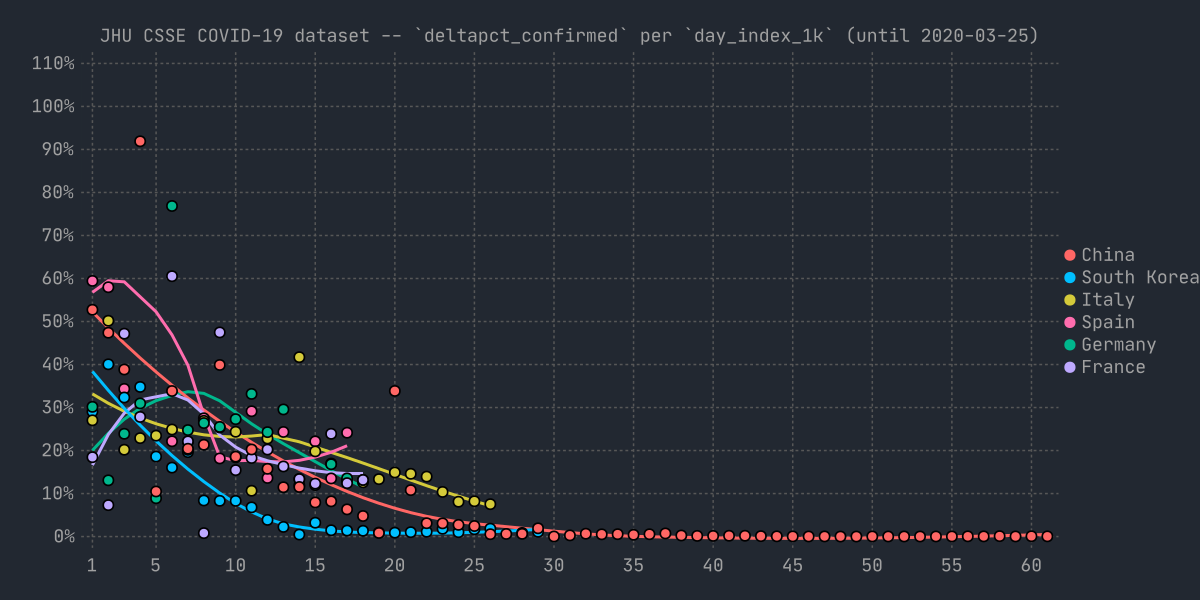 JHU CSSE COVID-19 dataset -- `deltapct_confirmed` per `day_index_1k` (until 2020-03-25)
110%
100%
90%
80%
70%
60%
50%
40%
30%
20%
10%
0%
1 5 10 15 20 25 30 35 40 45 50 55 60
China
South Korea
Italy
Spain
Germany
France